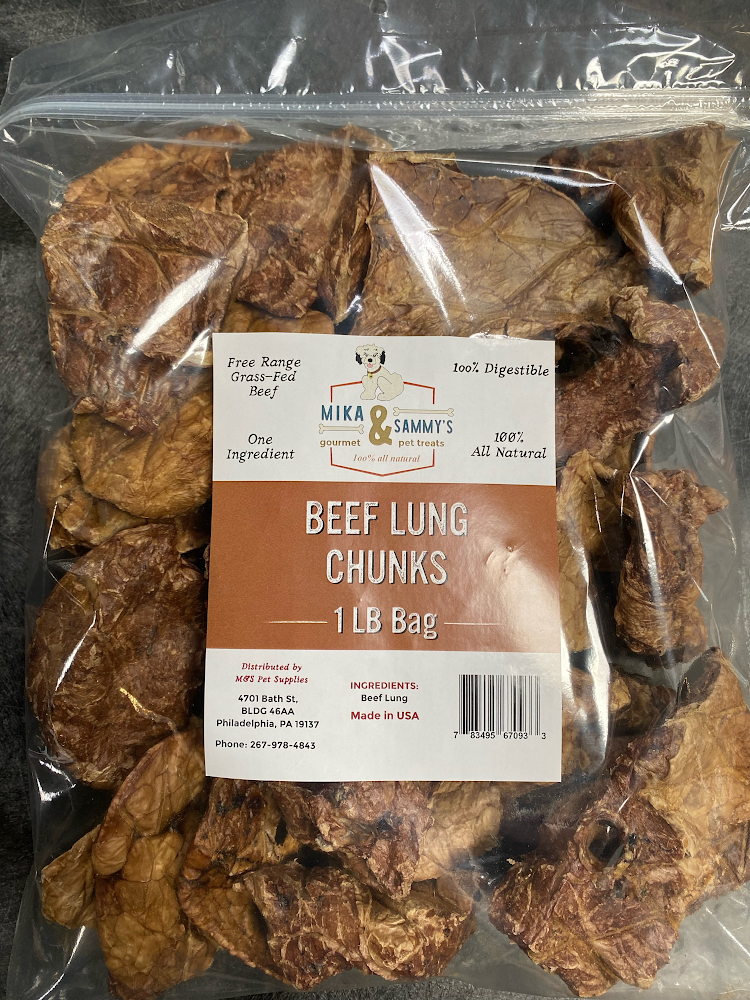 Free Range
Grass-Fed
Beef
100% Digestible
One
Ingredient
100%
All Natural
MIKA & SAMMY'S
gourmet pet treats
100% all natural
BEEF LUNG
CHUNKS
1 LB Bag
Distributed by
M&S Pet Supplies
4701 Bath St,
BLDG 46AA
Philadelphia, PA 19137
Phone: 267-978-4843
INGREDIENTS:
Beef Lung
Made in USA
7 83495 67093 3